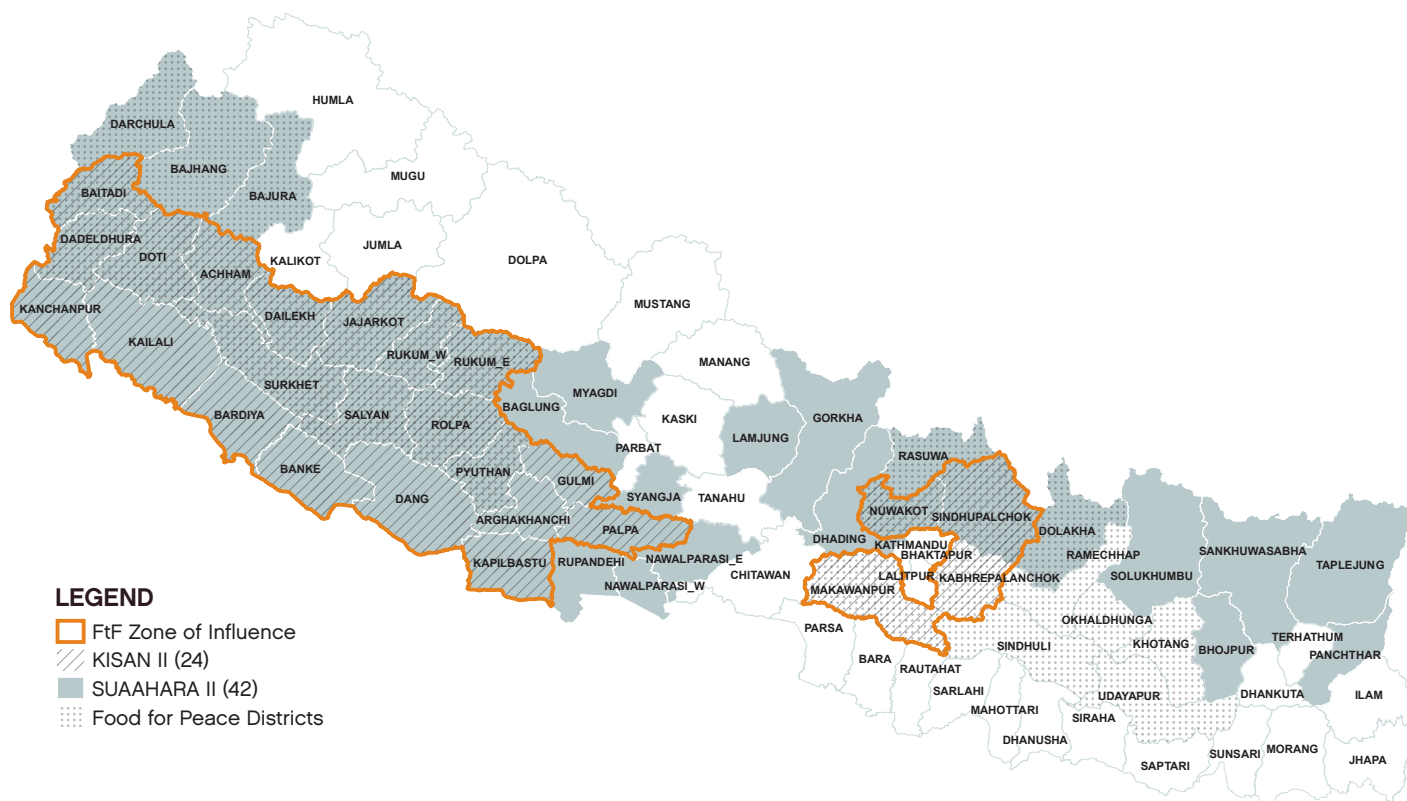 HUMLA
DARCHULA
BAJHANG
MUGU
BAITADI
BAJURA
DADELDHURA
JUMLA
DOTI
KALIKOT
DOLPA
ACHHAM
MUSTANG
KANCHANPUR
DAILEKH
JAJARKOT
KAILALI
RUKUM_W
RUKUM_E
MANANG
SURKHET
MYAGDI
BAGLUNG
BARDIYA
SALYAN
KASKI
GORKHA
ROLPA
LAMJUNG
PARBAT
RASUWA
BANKE
PYUTHAN
GULMI
DANG
SYANGJA
TANAHU
NUWAKOT
SINDHUPALCHOK
ARGHAKHANCHI
PALPA
DOLAKHA
DHADING
KATHMANDU
RAMECHHAP
SANKHUWASABHA
BHAKTAPUR
NAWALPARASI_E
KAPILBASTU
RUPANDEHI
TAPLEJUNG
CHITAWAN
LALITPUR
KABHREPALANCHOK
SOLUKHUMBU
NAWALPARASI_W
MAKAWANPUR
OKHALDHUNGA
PARSA
TERHATHUM
SINDHULI
KHOTANG
BHOJPUR
PANCHTHAR
BARA
RAUTAHAT
SARLAHI
UDAYAPUR
DHANKUTA
ILAM
MAHOTTARI
SIRAHA
DHANUSHA
SUNSARI
MORANG
JHAPA
SAPTARI
LEGEND
FtF Zone of Influence
KISAN II (24)
SUAAHARA II (42)
Food for Peace Districts